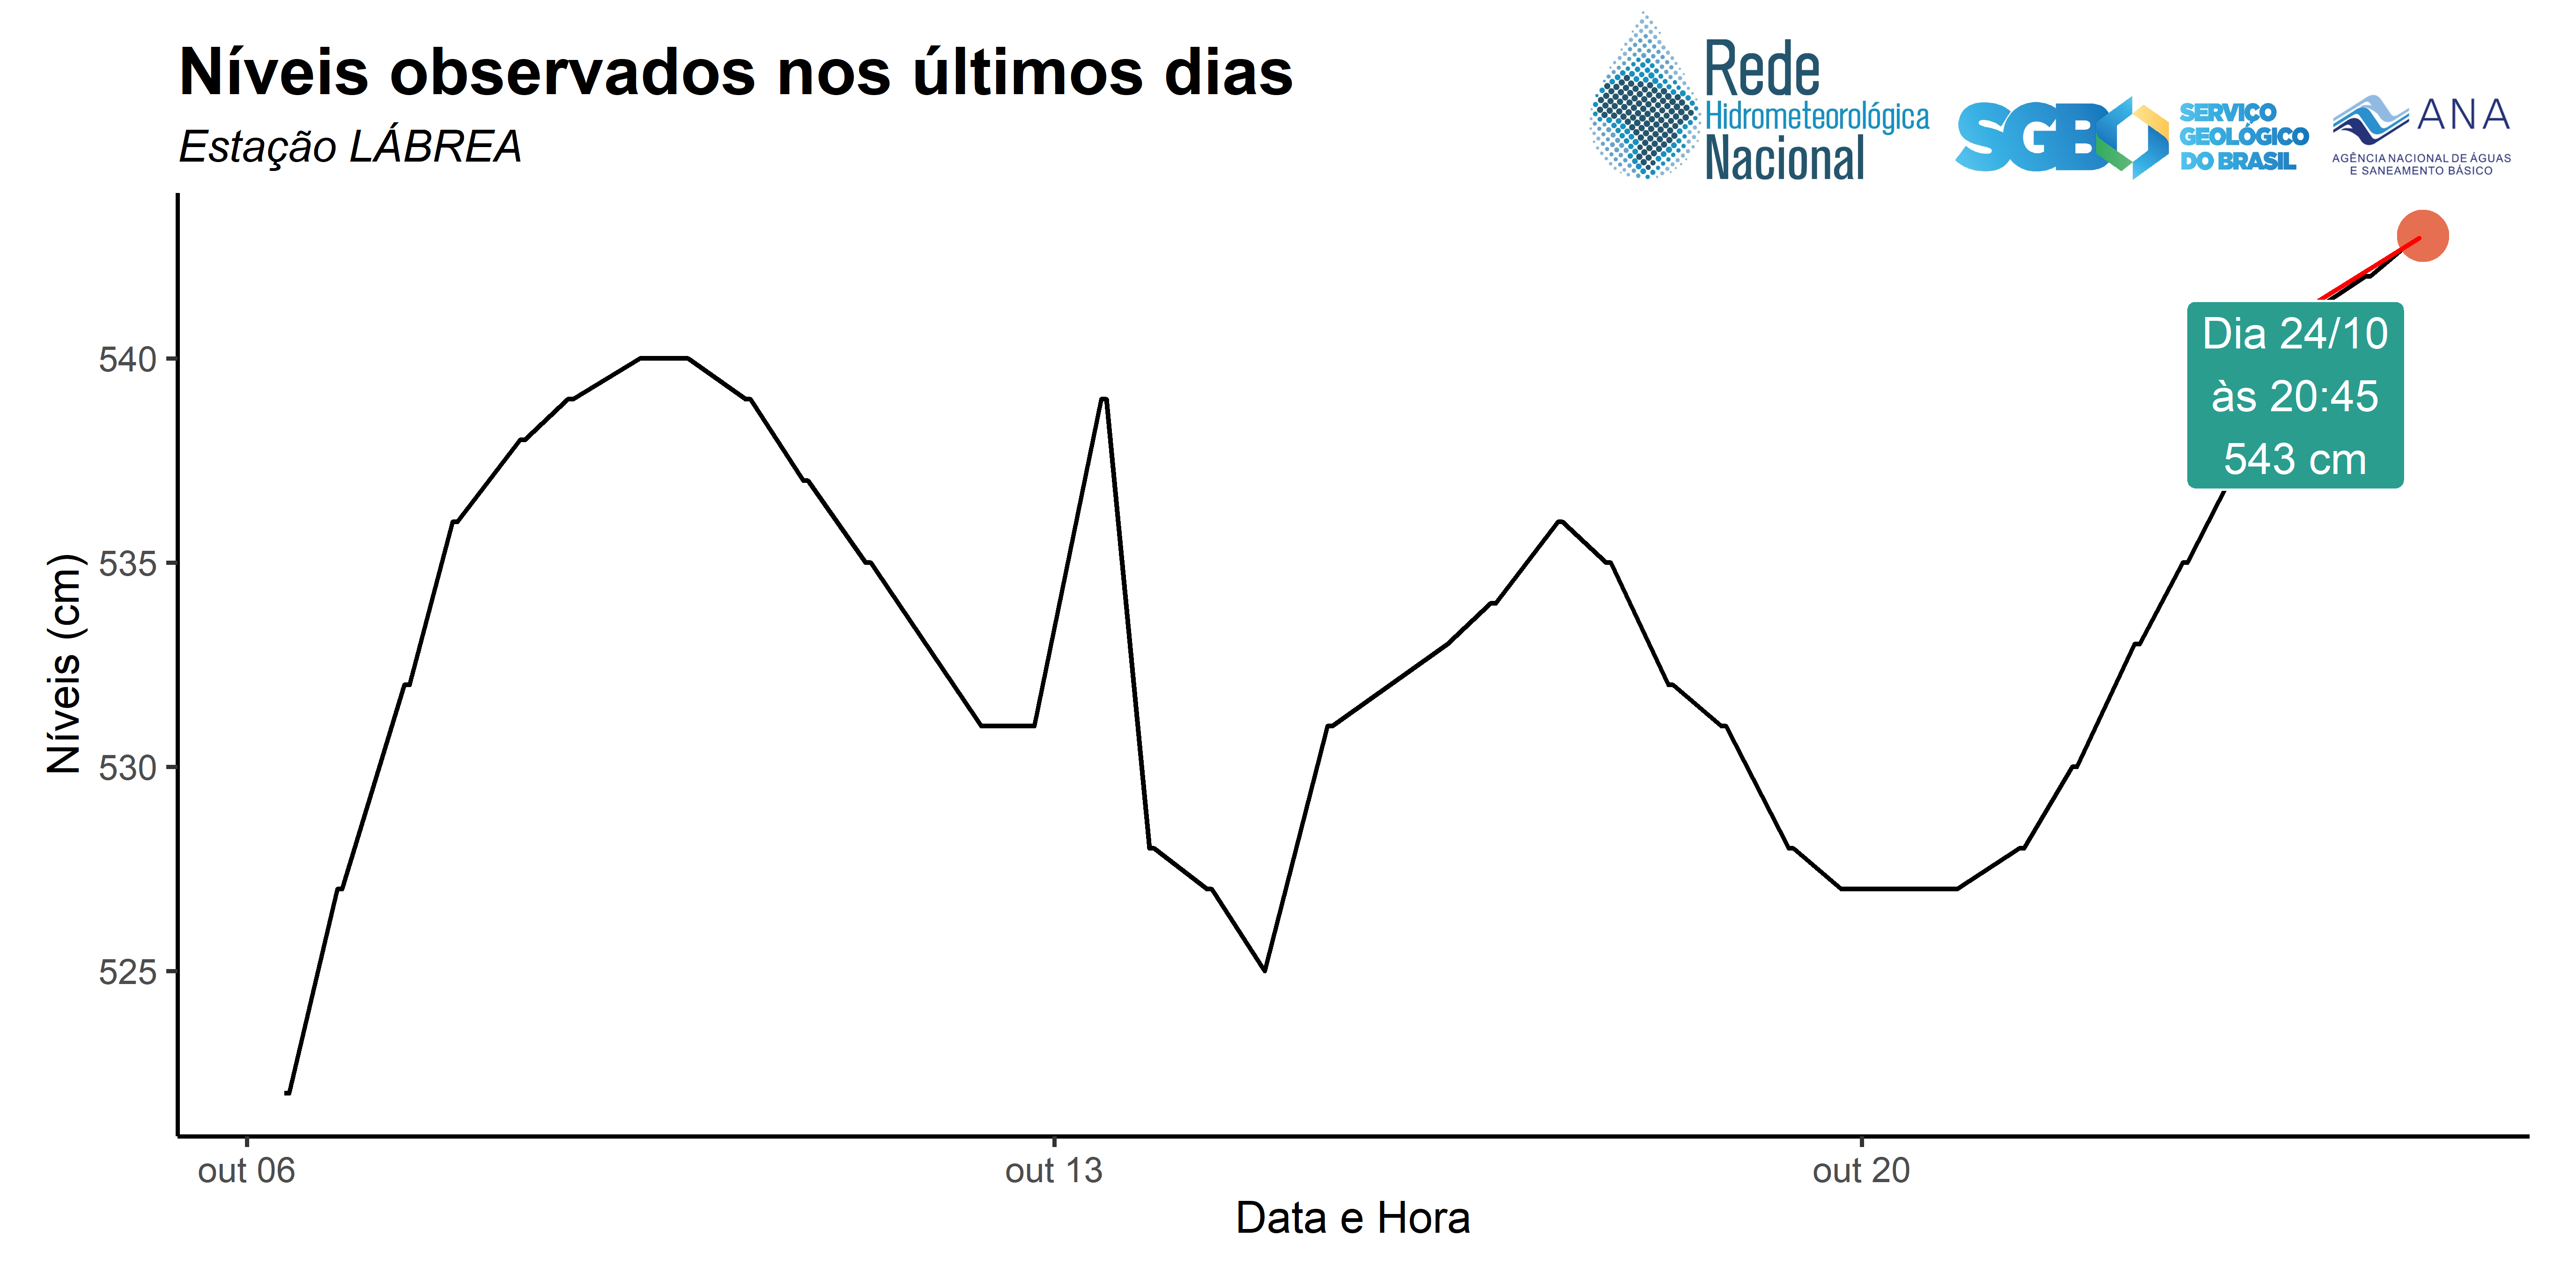 Níveis observados nos últimos dias
Estação LÁBREA
Rede
Hidrometeorológica
Nacional
SGB
SERVIÇO
GEOLÓGICO
DO BRASIL
ANA
AGÊNCIA NACIONAL DE ÁGUAS
E SANEAMENTO BÁSICO
Níveis (cm)
540
535
530
525
Dia 24/10
às 20:45
543 cm
out 06
out 13
out 20
Data e Hora